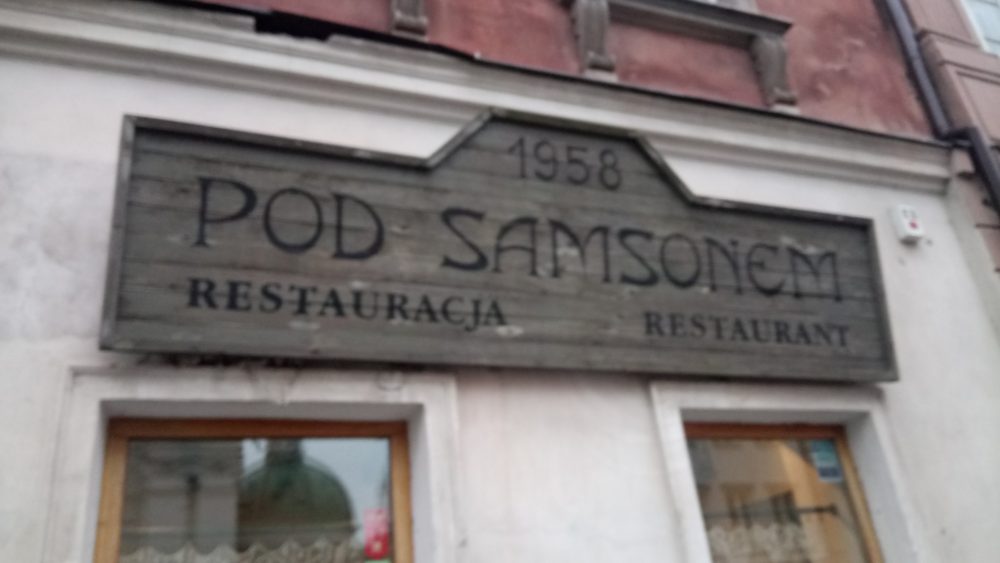 1958
POD SAMSONEM
RESTAURACJA RESTAURANT